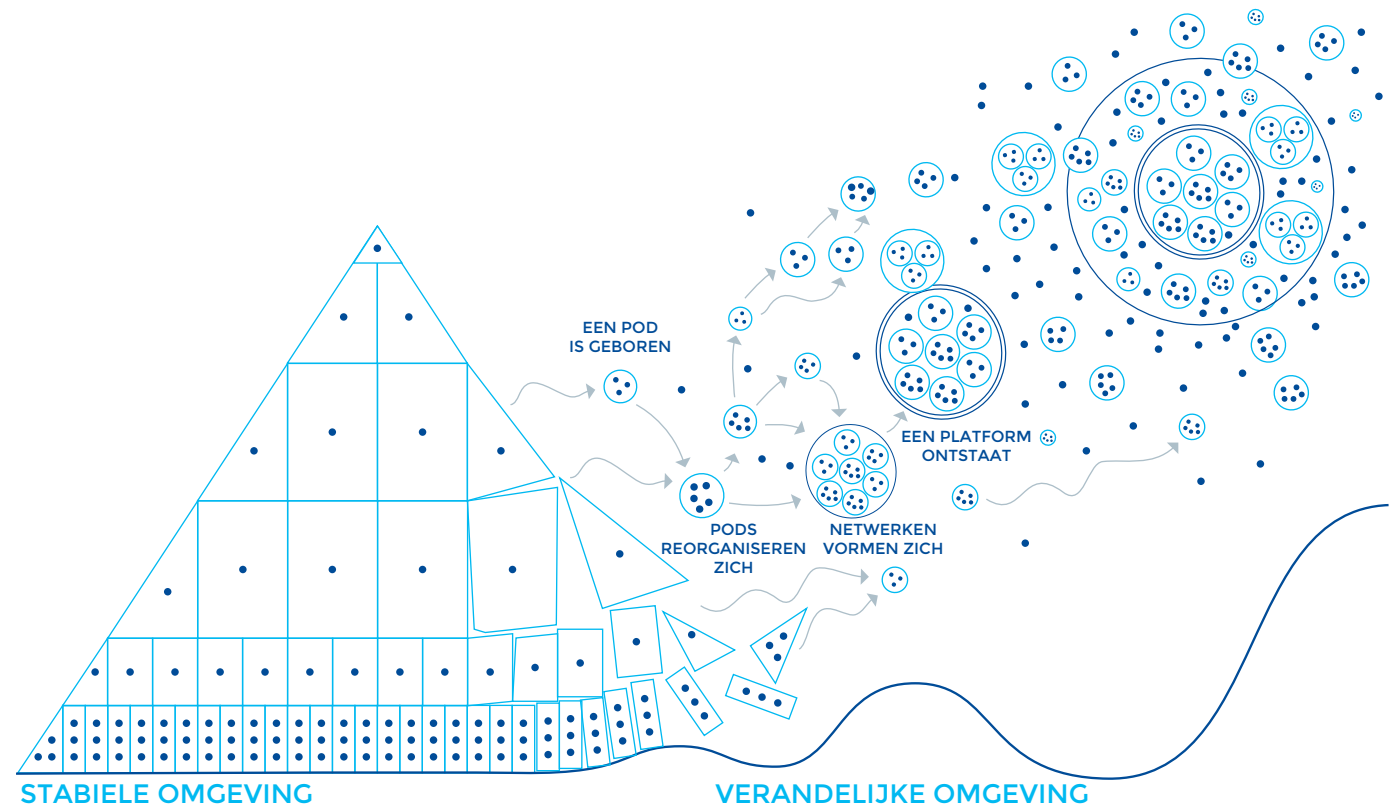 EEN POD
IS GEBOREN
EEN PLATFORM
ONTSTAAT
PODS
REORGANISEREN
ZICH
NETWERKEN
VORMEN ZICH
STABIELE OMGEVING
VERANDELIJKE OMGEVING